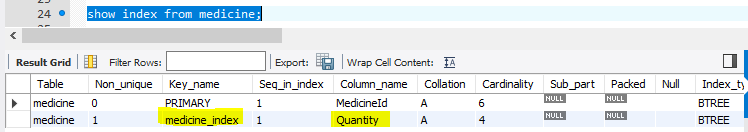 24 show index from medicine;
Result Grid Filter Rows: Export: Wrap Cell Content: IA
Table Non_unique Key_name Seq_in_index Column_name Collation Cardinality Sub_part Packed Null Index_ty
medicine 0 PRIMARY 1 MedicineId A 6 NULL NULL BTREE
medicine 1 medicine_index 1 Quantity A 4 NULL NULL BTREE